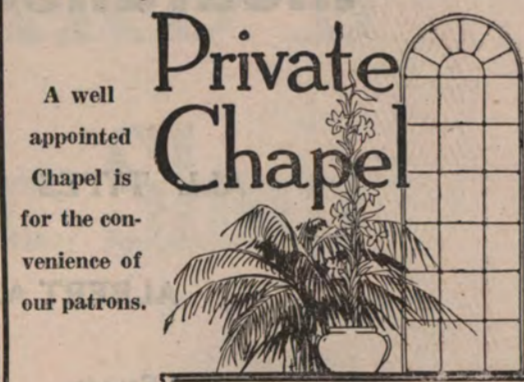 Private
Chapel
A well
appointed
Chapel is
for the con-
venience of
our patrons.